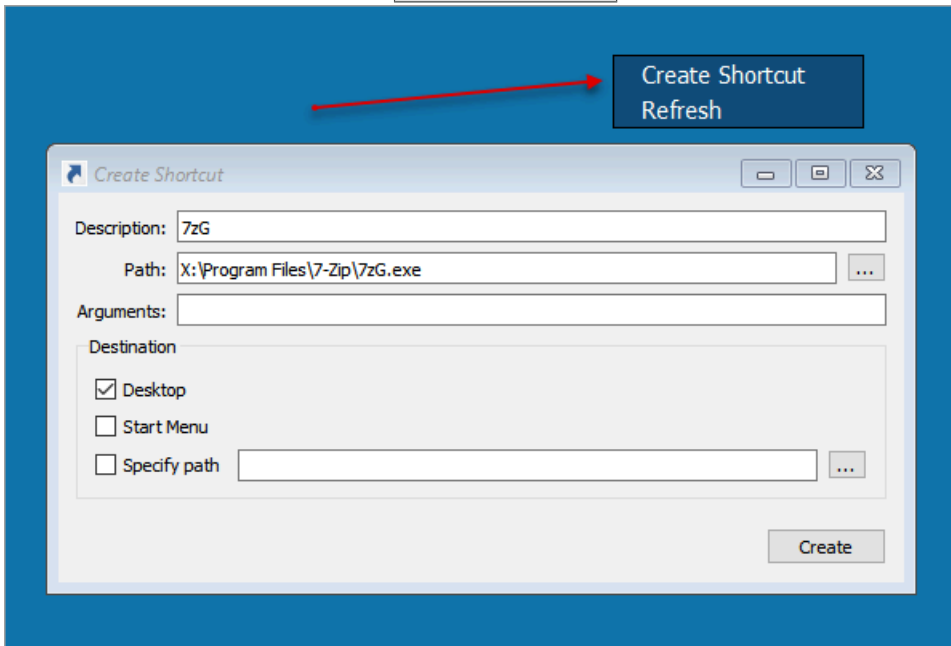 Create Shortcut
Refresh
Create Shortcut
Description: 7zG
Path: X:\Program Files\7-Zip\7zG.exe ...
Arguments:
Destination
Desktop
Start Menu
Specify path ...
Create